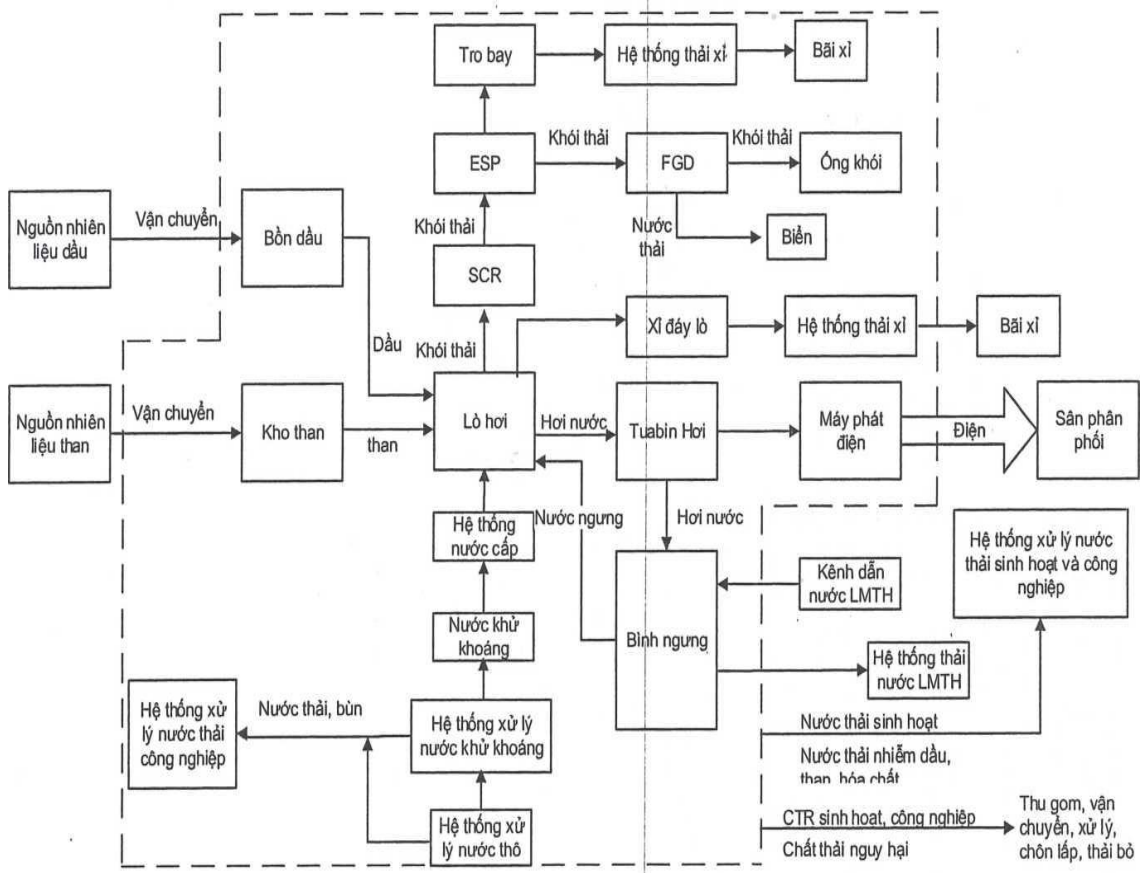 Tro bay
Hệ thống thải xỉ
Bãi xỉ
Khói thải
Khói thải
ESP
FGD
Ống khói
Nguồn nhiên
liệu dầu
Vận chuyển
Bồn dầu
Khói thải
Nước
thải
Biển
SCR
Dầu
Khói thải
Xỉ đáy lò
Hệ thống thải xỉ
Bãi xỉ
Nguồn nhiên
liệu than
Vận chuyển
Kho than
than
Lò hơi
Hơi nước
Tuabin Hơi
Máy phát
điện
Điện
Sân phân
phối
Hệ thống
nước cấp
Nước ngưng
Hơi nước
Hệ thống xử lý nước
thải sinh hoạt và công
nghiệp
Kênh dẫn
nước LMTH
Nước khử
khoáng
Bình ngưng
Hệ thống thải
nước LMTH
Hệ thống xử
lý nước thải
công nghiệp
Nước thải, bùn
Hệ thống xử lý
nước khử khoáng
Nước thải sinh hoạt
Nước thải nhiễm dầu,
than, hóa chất
Hệ thống xử
lý nước thô
CTR sinh hoạt, công nghiệp
Chất thải nguy hại
Thu gom, vận
chuyển, xử lý,
chôn lấp, thải bỏ